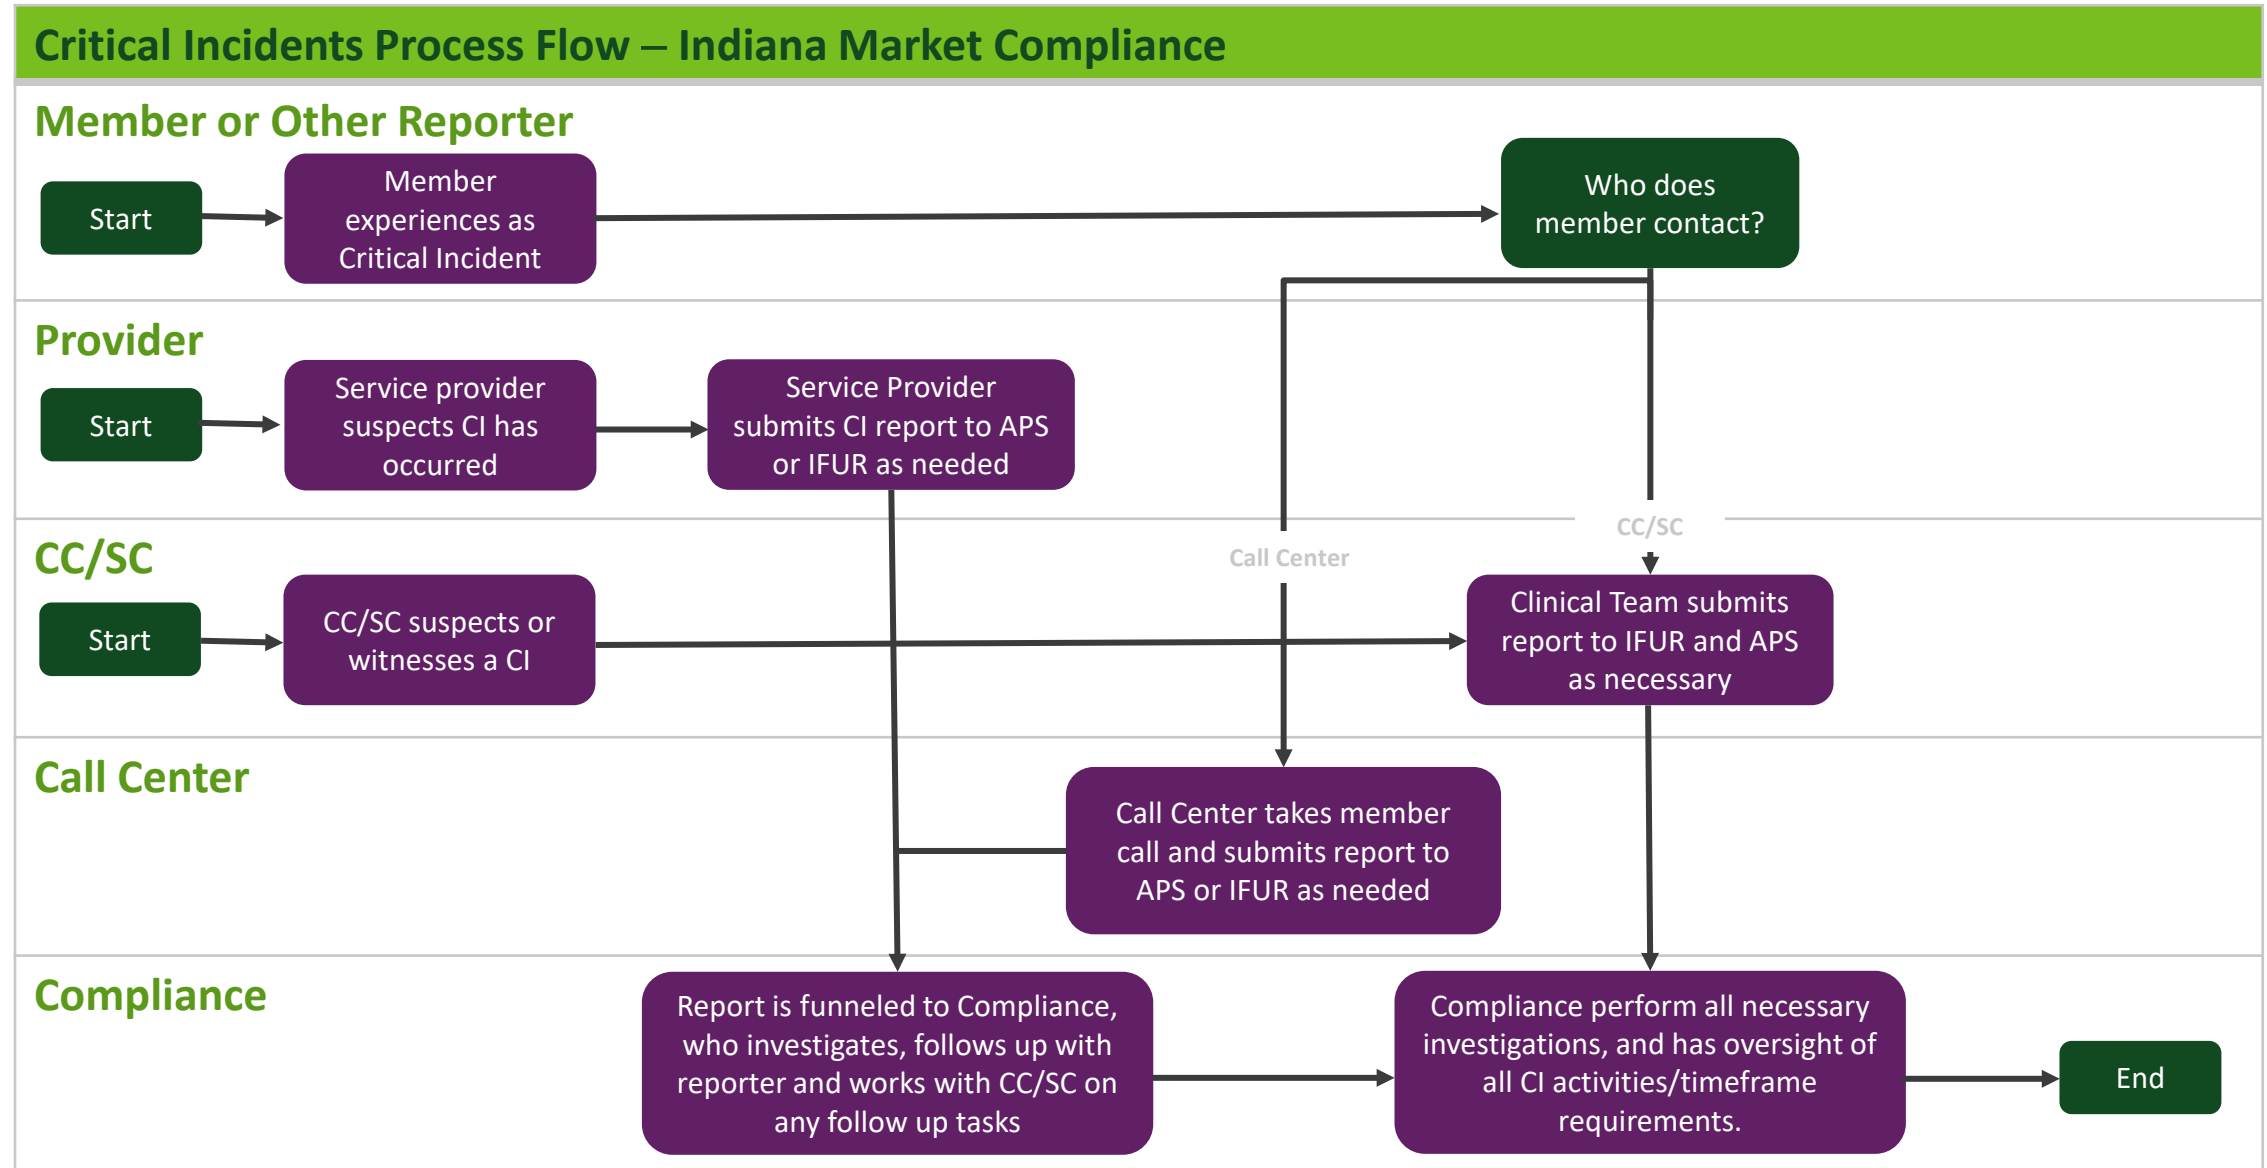 Critical Incidents Process Flow – Indiana Market Compliance
Member or Other Reporter
Start
Member
experiences as
Critical Incident
Who does
member contact?
Provider
Start
Service provider
suspects CI has
occurred
Service Provider
submits CI report to APS
or IFUR as needed
CC/SC
Call Center
CC/SC
Start
CC/SC suspects or
witnesses a CI
Clinical Team submits
report to IFUR and APS
as necessary
Call Center
Call Center takes member
call and submits report to
APS or IFUR as needed
Compliance
Report is funneled to Compliance,
who investigates, follows up with
reporter and works with CC/SC on
any follow up tasks
Compliance perform all necessary
investigations, and has oversight of
all CI activities/timeframe
requirements.
End